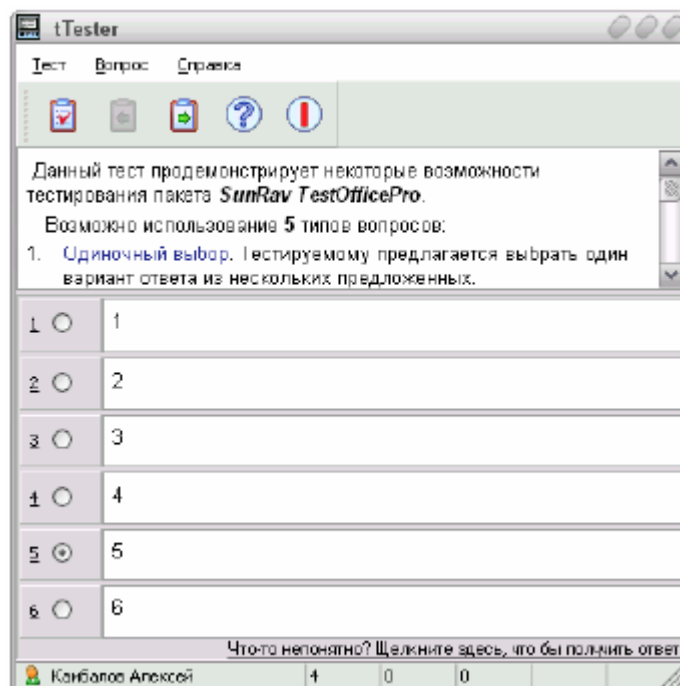 tTester
Тест Вопрос Справка
Данный тест продемонстрирует некоторые возможности
тестирования пакета SunRav TestOfficePro.
Возможно использование 5 типов вопросов:
1. Одиночный выбор. Тестируемому предлагается выбрать один
вариант ответа из нескольких предложенных.
1 1
2 2
3 3
4 4
5 5
6 6
Что-то непонятно? Щелкните здесь, что бы получить ответ
Канбалов Алексей 4 0 0